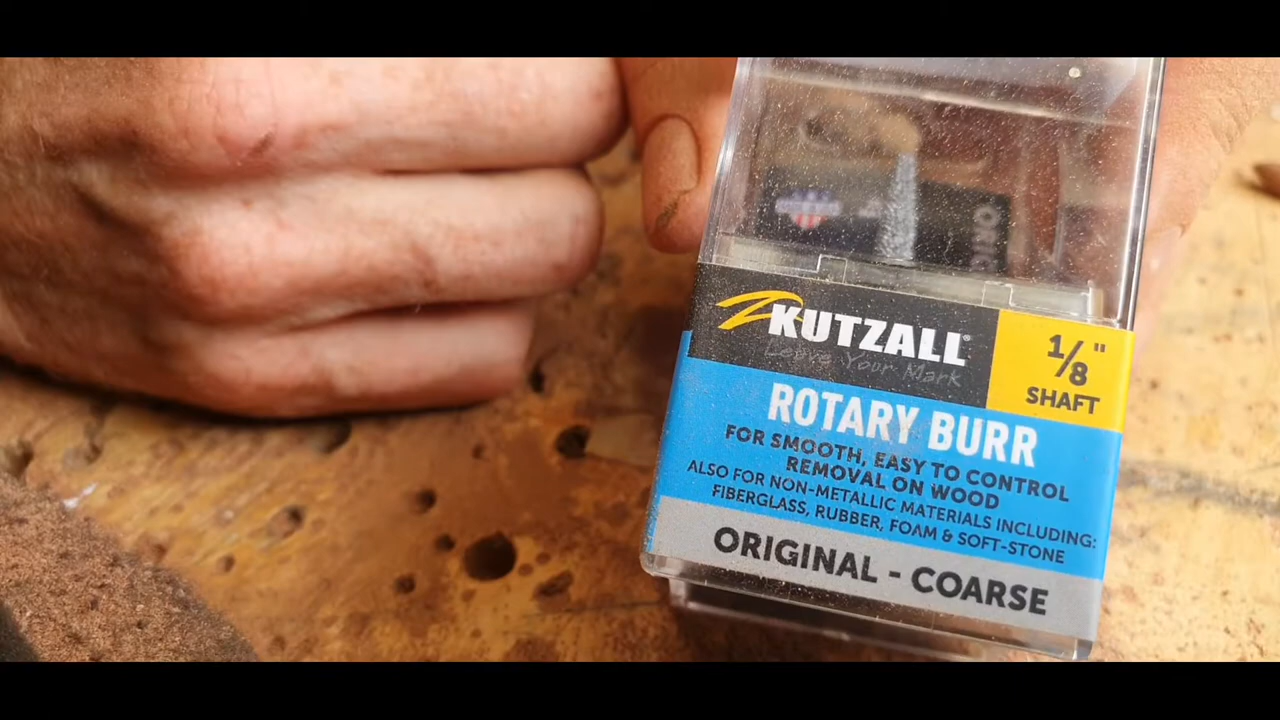 KUTZALL®
Leave Your Mark
1/8"
SHAFT
ROTARY BURR
FOR SMOOTH, EASY TO CONTROL
REMOVAL ON WOOD
ALSO FOR NON-METALLIC MATERIALS INCLUDING:
FIBERGLASS, RUBBER, FOAM & SOFT-STONE
ORIGINAL - COARSE